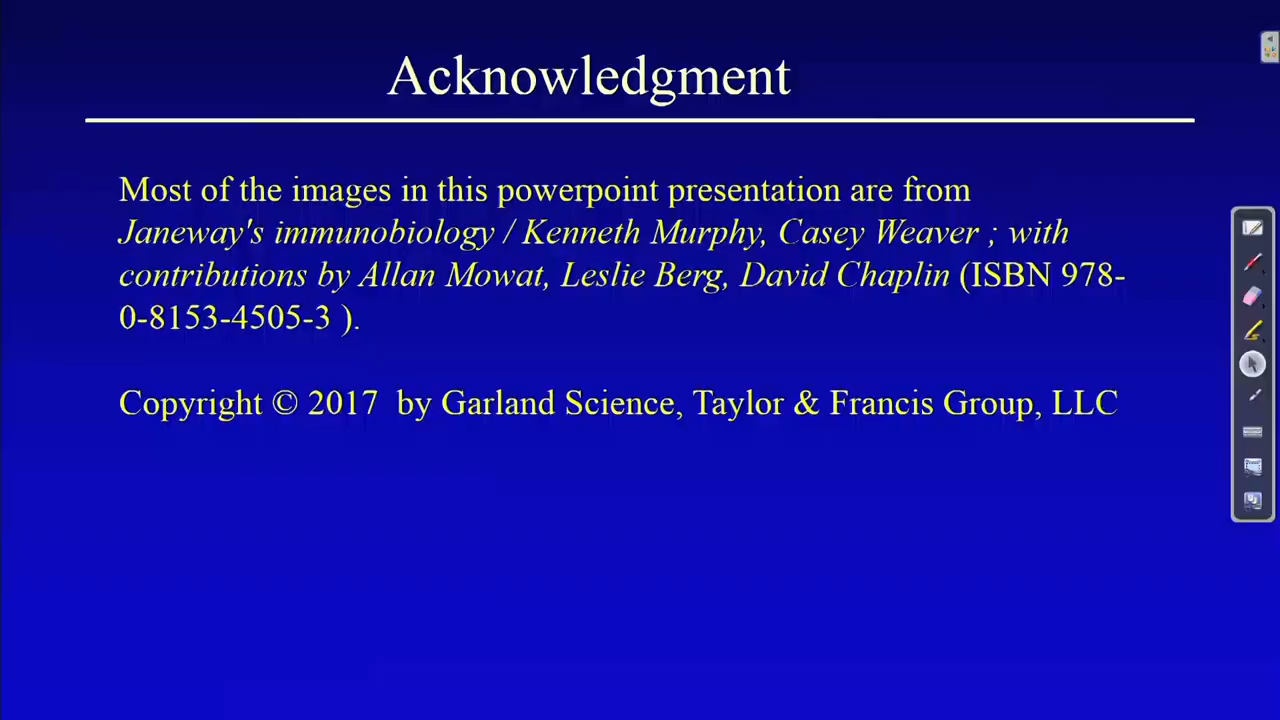 Acknowledgment
Most of the images in this powerpoint presentation are from
Janeway's immunobiology / Kenneth Murphy, Casey Weaver ; with
contributions by Allan Mowat, Leslie Berg, David Chaplin (ISBN 978-
0-8153-4505-3 ).
Copyright © 2017  by Garland Science, Taylor & Francis Group, LLC